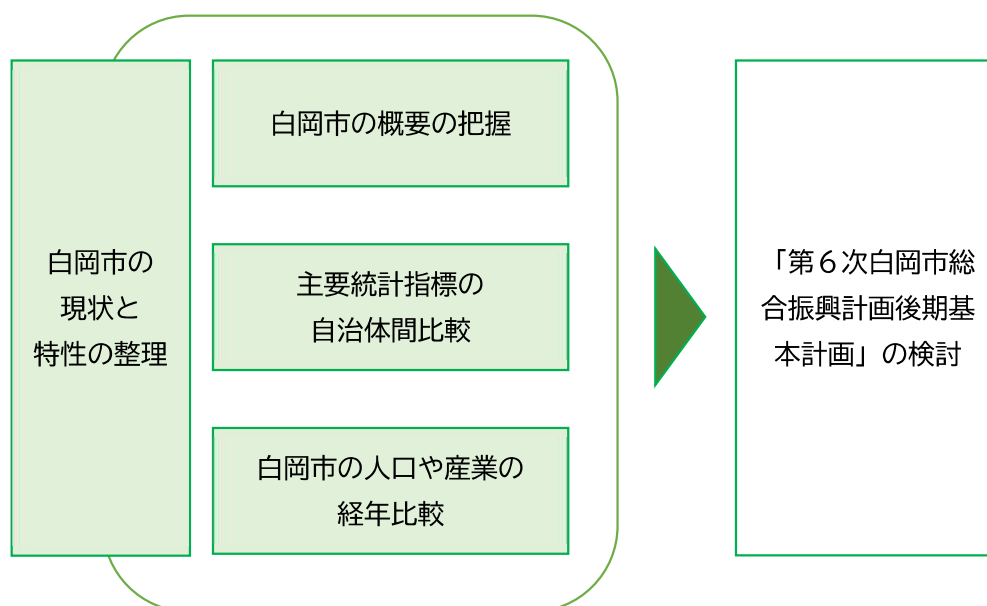 白岡市の
現状と
特性の整理
白岡市の概要の把握
主要統計指標の
自治体間比較
白岡市の人口や産業の
経年比較
「第６次白岡市総
合振興計画後期基
本計画」の検討